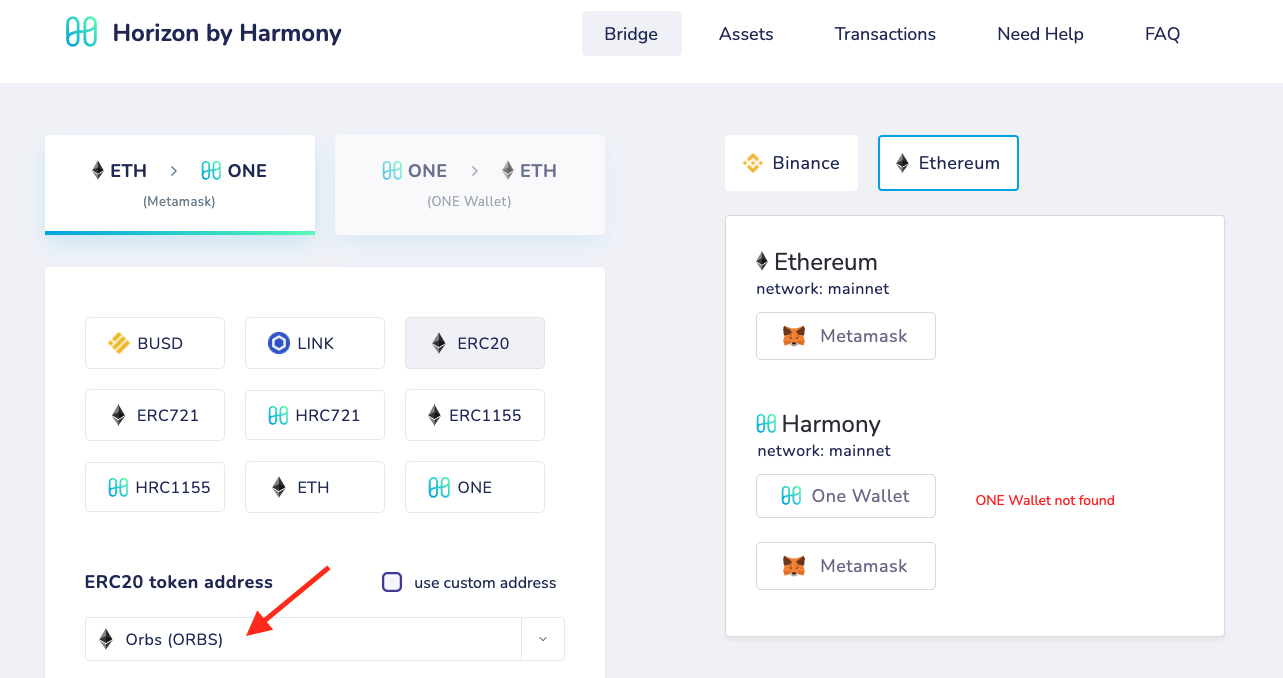 Horizon by Harmony
Bridge
Assets
Transactions
Need Help
FAQ
ETH > ONE
(Metamask)
ONE > ETH
(ONE Wallet)
Binance
Ethereum
BUSD
LINK
ERC20
ERC721
HRC721
ERC1155
HRC1155
ETH
ONE
ERC20 token address
use custom address
Orbs (ORBS)
Ethereum
network: mainnet
Metamask
Harmony
network: mainnet
One Wallet
ONE Wallet not found
Metamask